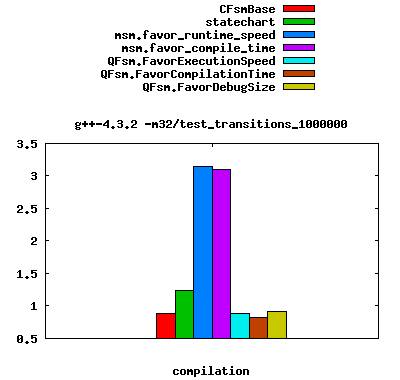 CFsmBase
statechart
msm.favor_runtime_speed
msm.favor_compile_time
QFsm.FavorExecutionSpeed
QFsm.FavorCompilationTime
QFsm.FavorDebugSize
g++-4.3.2 -m32/test_transitions_1000000
3.5
3
2.5
2
1.5
1
0.5
compilation